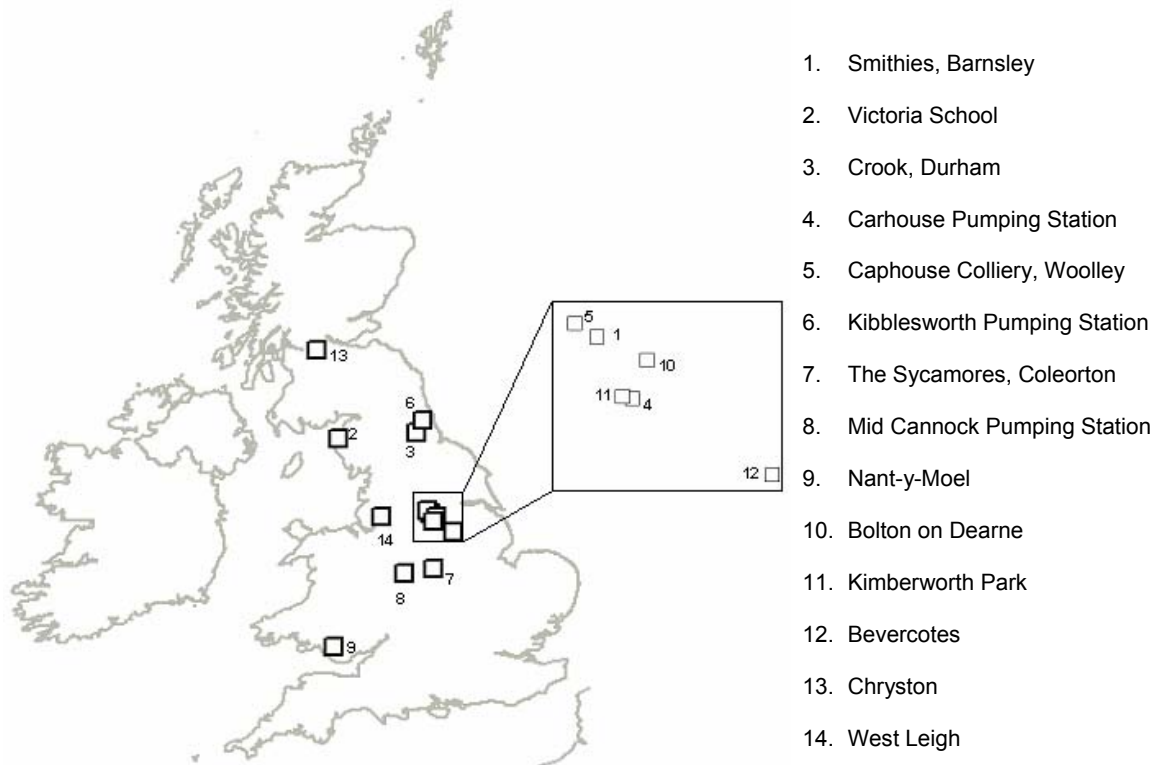 1. Smithies, Barnsley
2. Victoria School
3. Crook, Durham
4. Carhouse Pumping Station
5. Caphouse Colliery, Woolley
6. Kibblesworth Pumping Station
7. The Sycamores, Coleorton
8. Mid Cannock Pumping Station
9. Nant-y-Moel
10. Bolton on Dearne
11. Kimberworth Park
12. Bevercotes
13. Chryston
14. West Leigh
5
1
13
10
11
4
6
2
3
12
14
7
8
9